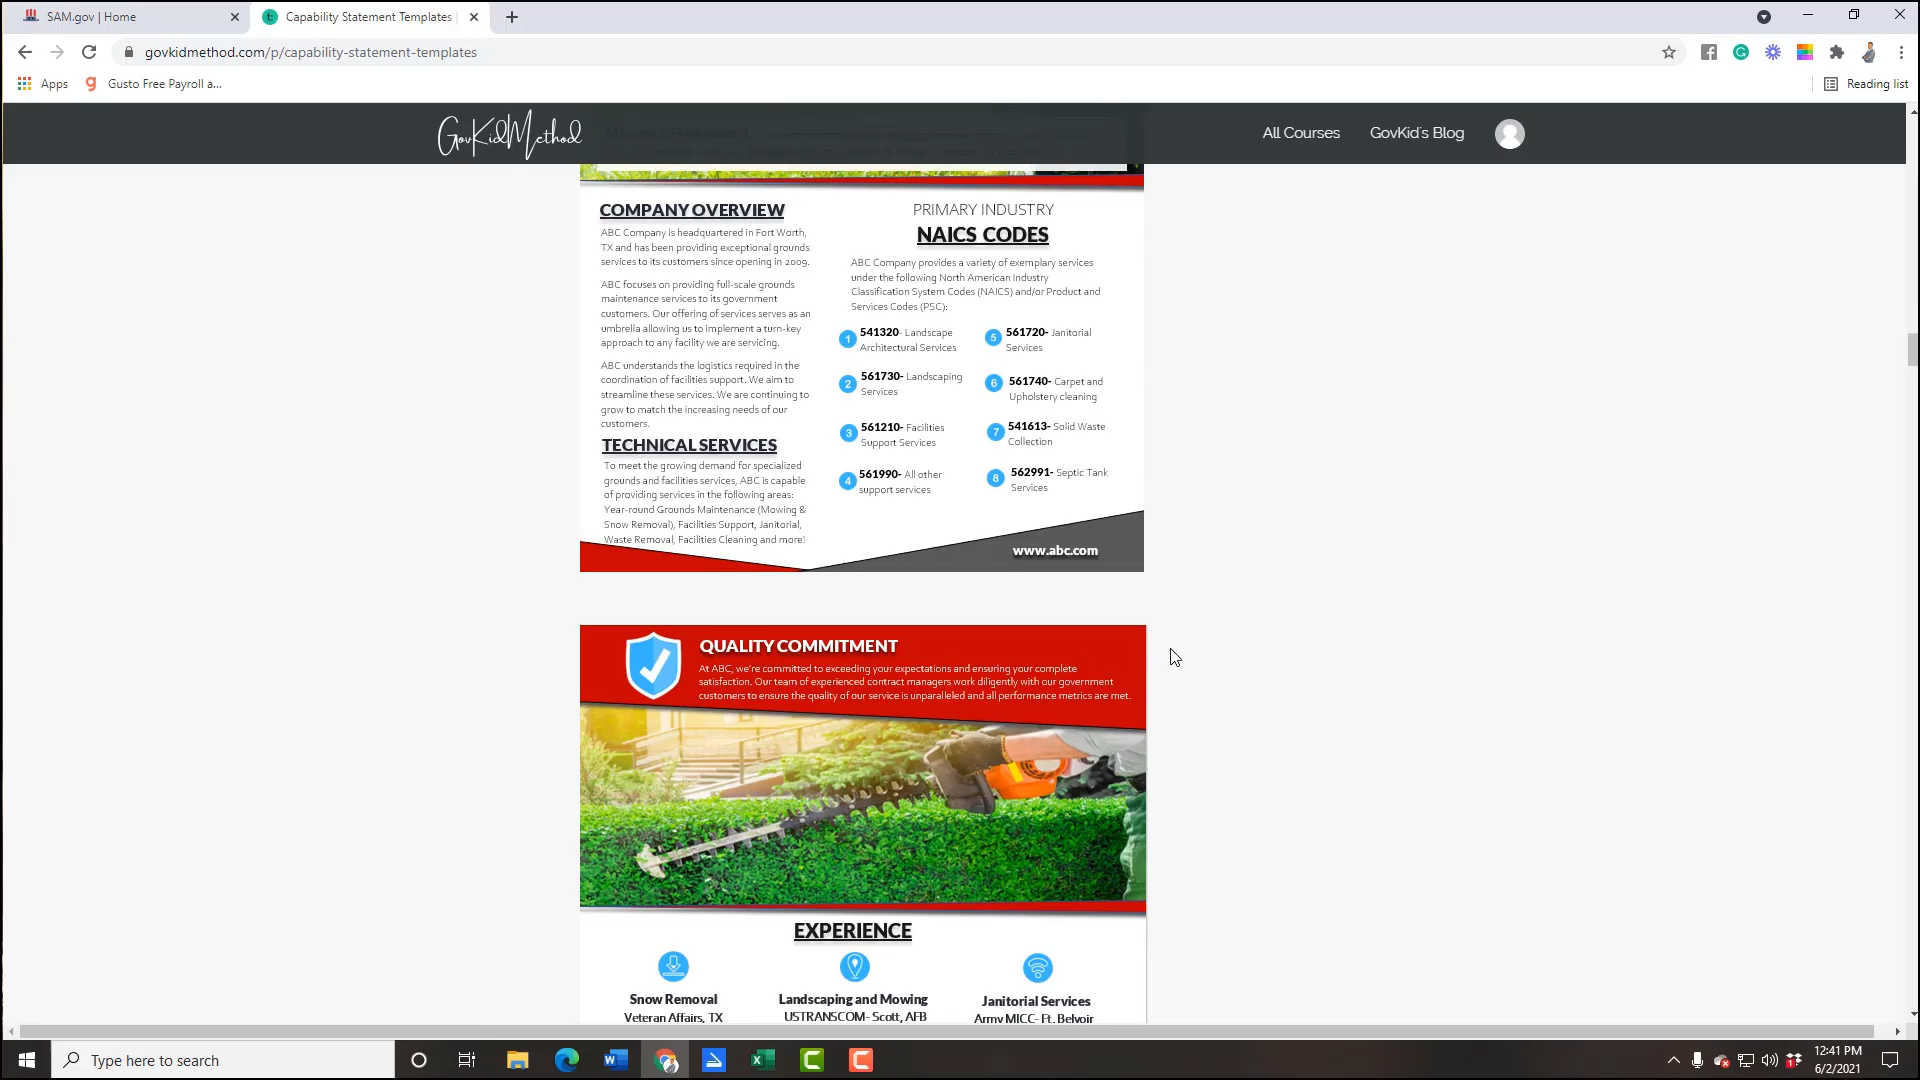 SAM.gov | Home
Capability Statement Templates |
govkidmethod.com/p/capability-statement-templates
Apps
Gusto Free Payroll a...
Reading list
GovKidMethod
All Courses
GovKid's Blog
COMPANY OVERVIEW
ABC Company is headquartered in Fort Worth,
TX and has been providing exceptional grounds
services to its customers since opening in 2009.
ABC focuses on providing full-scale grounds
maintenance services to its government
customers. Our offering of services serves as an
umbrella allowing us to implement a turn-key
approach to any facility we are servicing.
ABC understands the logistics required in the
coordination of facilities support. We aim to
streamline these services. We are continuing to
grow to match the increasing needs of our
customers.
TECHNICAL SERVICES
To meet the growing demand for specialized
grounds and facilities services, ABC is capable
of providing services in the following areas:
Year-round Grounds Maintenance (Mowing &
Snow Removal), Facilities Support, Janitorial,
Waste Removal, Facilities Cleaning and more!
PRIMARY INDUSTRY
NAICS CODES
ABC Company provides a variety of exemplary services
under the following North American Industry
Classification System Codes (NAICS) and/or Product and
Services Codes (PSC):
1 541320- Landscape
Architectural Services
2 561730- Landscaping
Services
3 561210- Facilities
Support Services
4 561990- All other
support services
5 561720- Janitorial
Services
6 561740- Carpet and
Upholstery cleaning
7 541613- Solid Waste
Collection
8 562991- Septic Tank
Services
www.abc.com
QUALITY COMMITMENT
At ABC, we're committed to exceeding your expectations and ensuring your complete
satisfaction. Our team of experienced contract managers work diligently with our government
customers to ensure the quality of our service is unparalleled and all performance metrics are met.
EXPERIENCE
Snow Removal
Veteran Affairs, TX
Landscaping and Mowing
USTRANSCOM- Scott, AFB
Janitorial Services
Army MICC- Ft. Belvoir
Type here to search
12:41 PM
6/2/2021